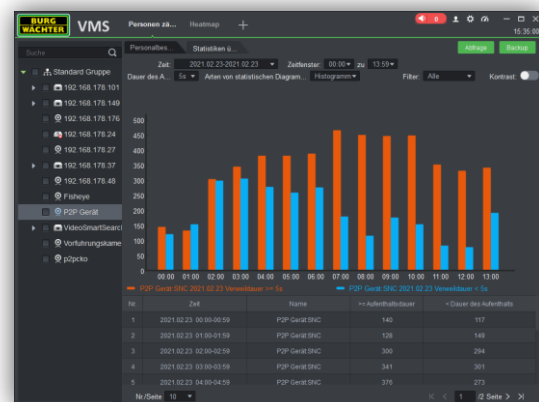 BURG WÄCHTER VMS Personen zä... Heatmap + 0
15.35.00
Suche Personalbes... Statistiken ü... Abfrage Backup
Standard Gruppe Zeit: 2021.02.23-2021.02.23 Zeitfenster: 00:00 zu 13:59
192.168.178.101 Dauer des A... 5s Arten von statistischen Diagram... Histogramm Filter: Alle Kontrast:
192.168.178.149
192.168.178.176
192.168.178.24
192.168.178.27
192.168.178.37
192.168.178.48
Fisheye
P2P Gerät
VideoSmartSearc
Vorführungskame
p2pcko
500
450
400
350
300
250
200
150
100
50
0
00:00 01:00 02:00 03:00 04:00 05:00 06:00 07:00 08:00 09:00 10:00 11:00 12:00 13:00
P2P Gerät:SNC 2021.02.23 Verweildauer >= 5s P2P Gerät:SNC 2021.02.23 Verweildauer < 5s
Nr. Zeit Name >= Aufenthaltsdauer < Dauer des Aufenthalts
1 2021.02.23 00:00-00:59 P2P Gerät:SNC 140 117
2 2021.02.23 01:00-01:59 P2P Gerät:SNC 128 149
3 2021.02.23 02:00-02:59 P2P Gerät:SNC 300 294
4 2021.02.23 03:00-03:59 P2P Gerät:SNC 341 301
5 2021.02.23 04:00-04:59 P2P Gerät:SNC 376 273
Nr./Seite 10 1 /2 Seite